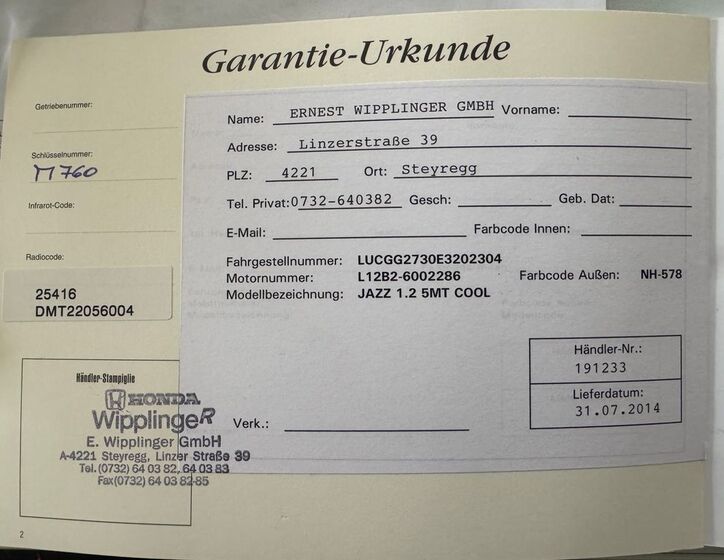 Garantie-Urkunde
Getriebenummer:
Schlüsselnummer:
M760
Infrarot-Code:
Radiocode:
25416
DMT22056004
Name: ERNEST WIPPLINGER GMBH Vorname:
Adresse: Linzerstraße 39
PLZ: 4221 Ort: Steyregg
Tel. Privat: 0732-640382 Gesch: Geb. Dat:
E-Mail: Farbcode Innen:
Fahrgestellnummer: LUCGG2730E3202304
Motornummer: L12B2-6002286 Farbcode Außen: NH-578
Modellbezeichnung: JAZZ 1.2 5MT COOL
Händler-Nr.:
191233
Lieferdatum:
31.07.2014
Verk.:
Händler-Stampiglie
HONDA
WipplingeR
E. Wipplinger GmbH
A-4221 Steyregg, Linzer Straße 39
Tel. (0732) 64 03 82, 64 03 83
Fax (0732) 64 03 82-85
2